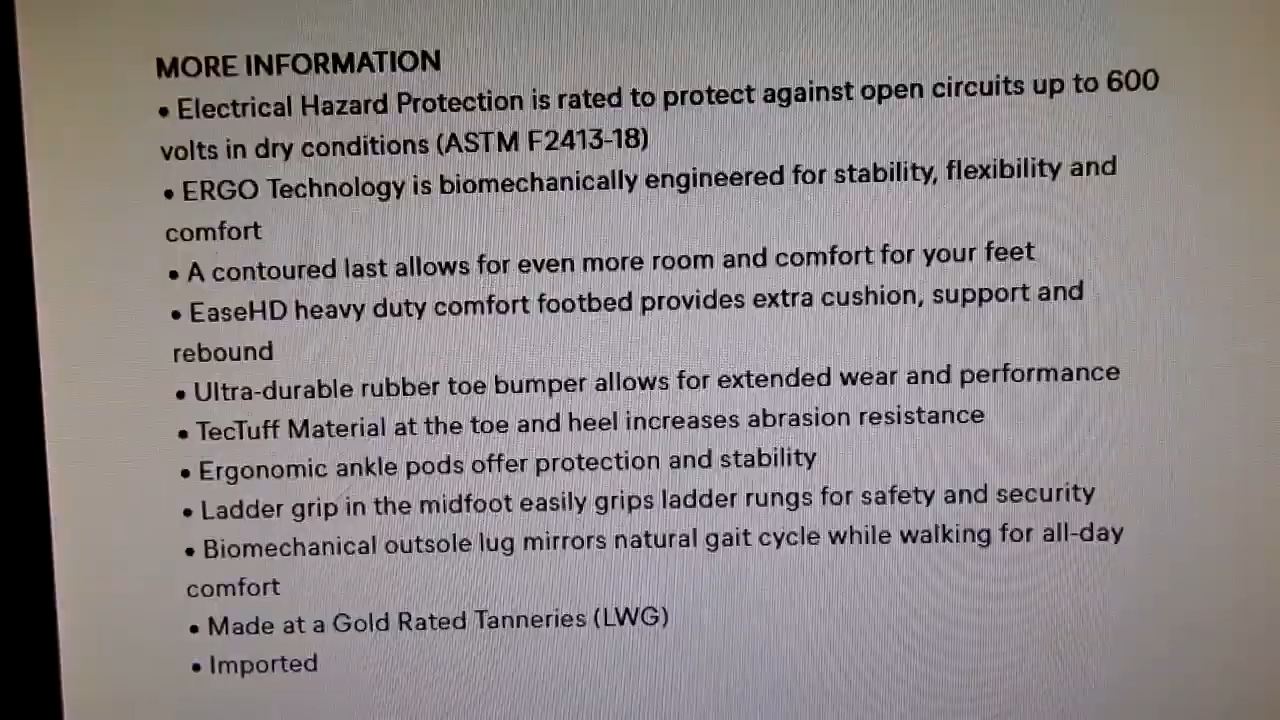 MORE INFORMATION
• Electrical Hazard Protection is rated to protect against open circuits up to 600
volts in dry conditions (ASTM F2413-18)
• ERGO Technology is biomechanically engineered for stability, flexibility and
comfort
• A contoured last allows for even more room and comfort for your feet
• EaseHD heavy duty comfort footbed provides extra cushion, support and
rebound
• Ultra-durable rubber toe bumper allows for extended wear and performance
• TecTuff Material at the toe and heel increases abrasion resistance
• Ergonomic ankle pods offer protection and stability
• Ladder grip in the midfoot easily grips ladder rungs for safety and security
• Biomechanical outsole lug mirrors natural gait cycle while walking for all-day
comfort
• Made at a Gold Rated Tanneries (LWG)
• Imported